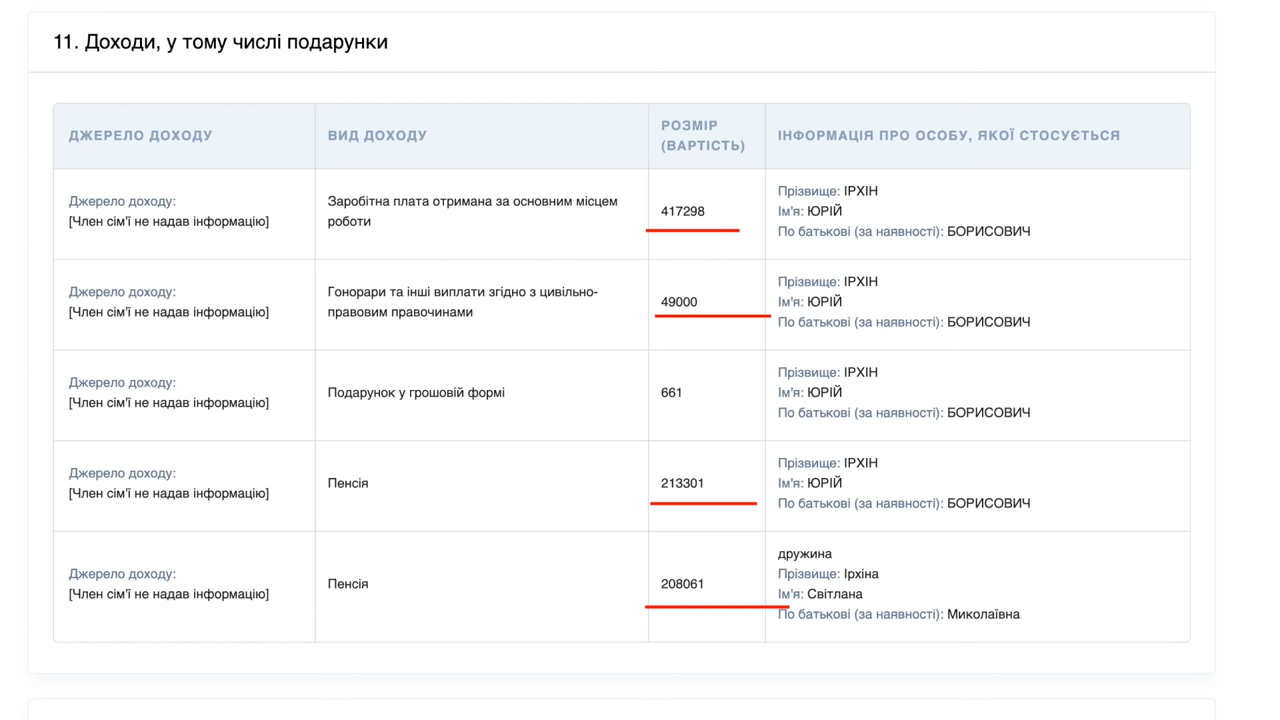 11. Доходи, у тому числі подарунки
ДЖЕРЕЛО ДОХОДУ
ВИД ДОХОДУ
РОЗМІР
(ВАРТІСТЬ)
ІНФОРМАЦІЯ ПРО ОСОБУ, ЯКОЇ СТОСУЄТЬСЯ
Джерело доходу:
[Член сім'ї не надав інформацію]
Заробітна плата отримана за основним місцем
роботи
417298
Прізвище: ІРХІН
Ім'я: ЮРІЙ
По батькові (за наявності): БОРИСОВИЧ
Джерело доходу:
[Член сім'ї не надав інформацію]
Гонорари та інші виплати згідно з цивільно-
правовим правочинами
49000
Прізвище: ІРХІН
Ім'я: ЮРІЙ
По батькові (за наявності): БОРИСОВИЧ
Джерело доходу:
[Член сім'ї не надав інформацію]
Подарунок у грошовій формі
661
Прізвище: ІРХІН
Ім'я: ЮРІЙ
По батькові (за наявності): БОРИСОВИЧ
Джерело доходу:
[Член сім'ї не надав інформацію]
Пенсія
213301
Прізвище: ІРХІН
Ім'я: ЮРІЙ
По батькові (за наявності): БОРИСОВИЧ
Джерело доходу:
[Член сім'ї не надав інформацію]
Пенсія
208061
дружина
Прізвище: Ірхіна
Ім'я: Світлана
По батькові (за наявності): Миколаївна